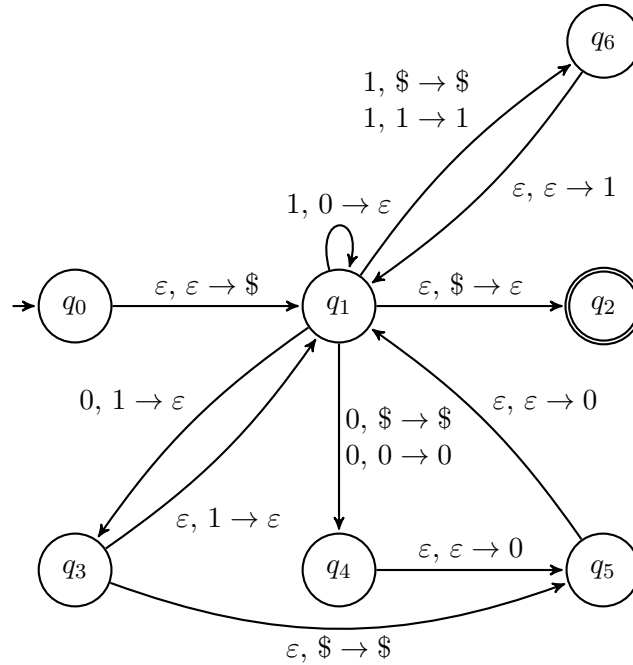 q₆
1, $ → $
1, 1 → 1
ε, ε → 1
1, 0 → ε
q₀
ε, ε → $
q₁
ε, $ → ε
q₂
0, 1 → ε
ε, ε → 0
0, $ → $
0, 0 → 0
ε, 1 → ε
q₃
q₄
ε, ε → 0
q₅
ε, $ → $